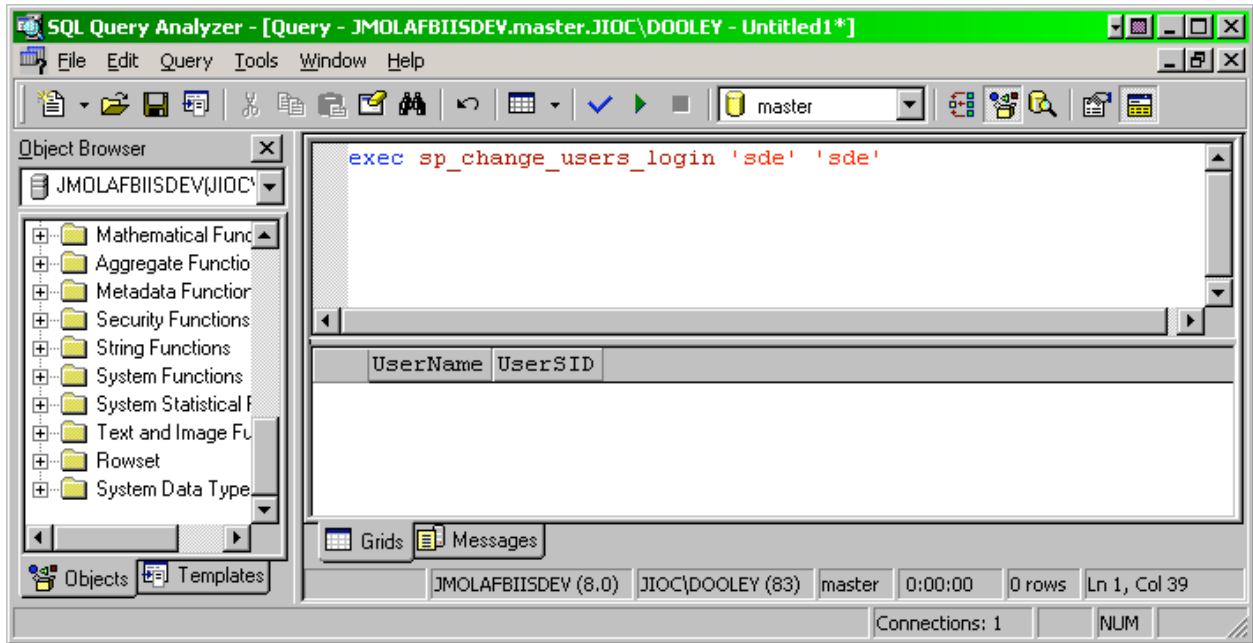 SQL Query Analyzer - [Query - JMOLAFBIISDEV.master.JIOC\DOOLEY - Untitled1*]
File Edit Query Tools Window Help
master
Object Browser
JMOLAFBIISDEV(JIOC\
Mathematical Func
Aggregate Functio
Metadata Function
Security Functions
String Functions
System Functions
System Statistical F
Text and Image Fu
Rowset
System Data Type
Objects Templates
exec sp_change_users_login 'sde' 'sde'
UserName UserSID
Grids Messages
JMOLAFBIISDEV (8.0) JIOC\DOOLEY (83) master 0:00:00 0 rows Ln 1, Col 39
Connections: 1 NUM